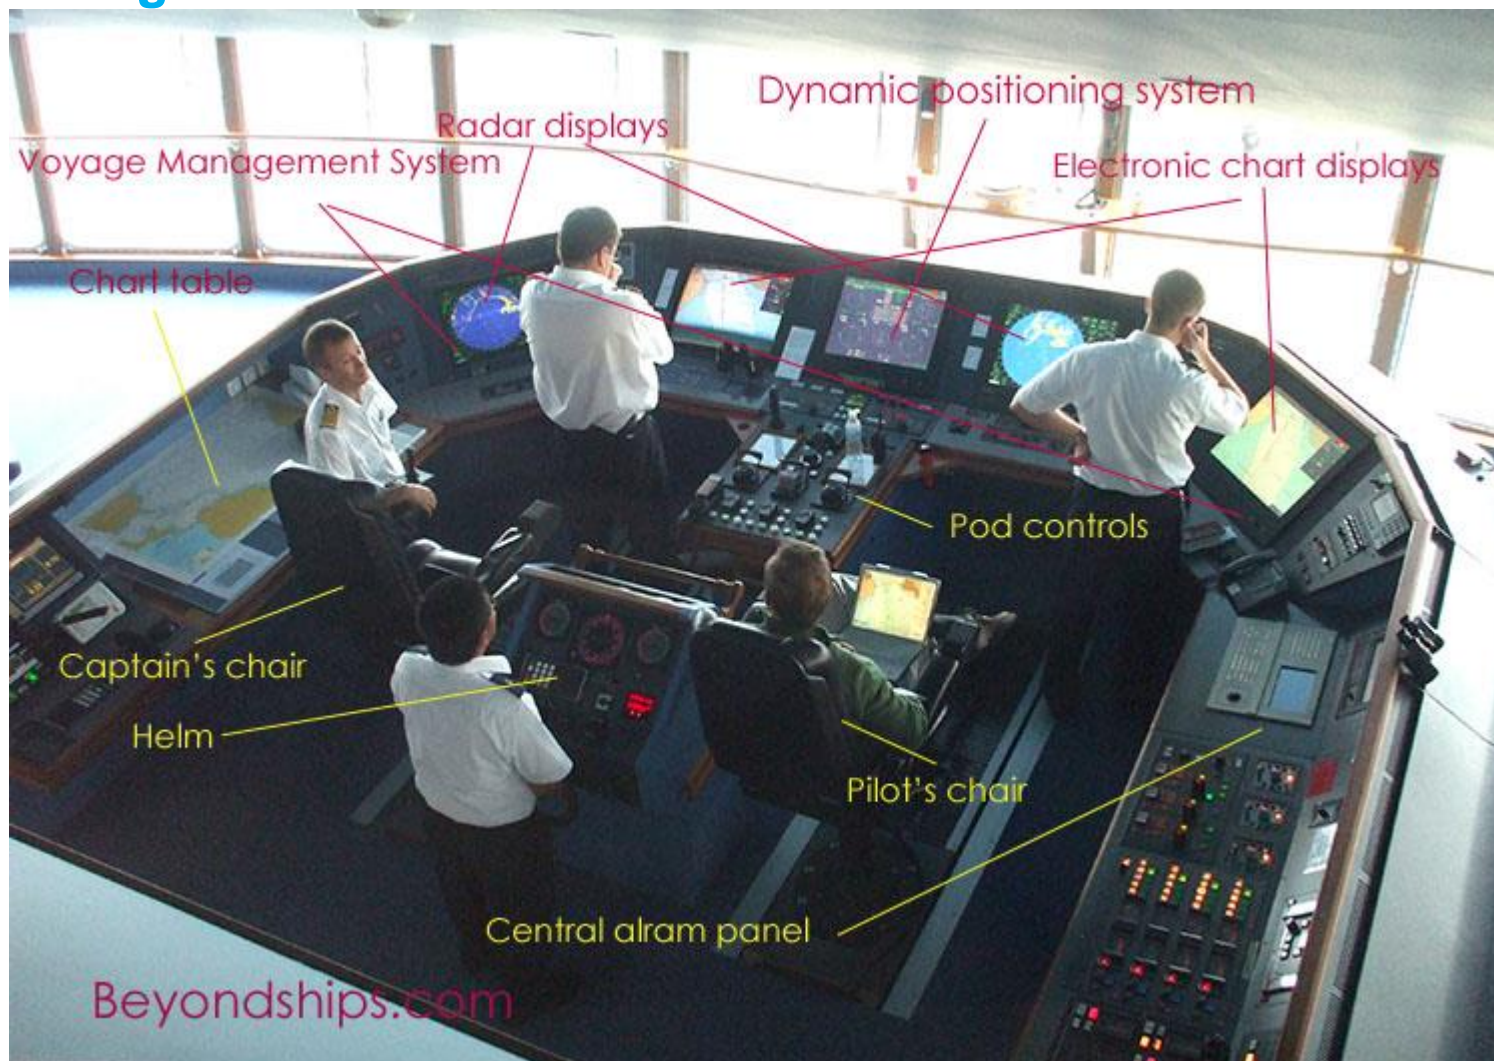 Dynamic positioning system
Radar displays
Voyage Management System
Electronic chart displays
Chart table
Pod controls
Captain's chair
Helm
Pilot's chair
Central alram panel
Beyondships.com